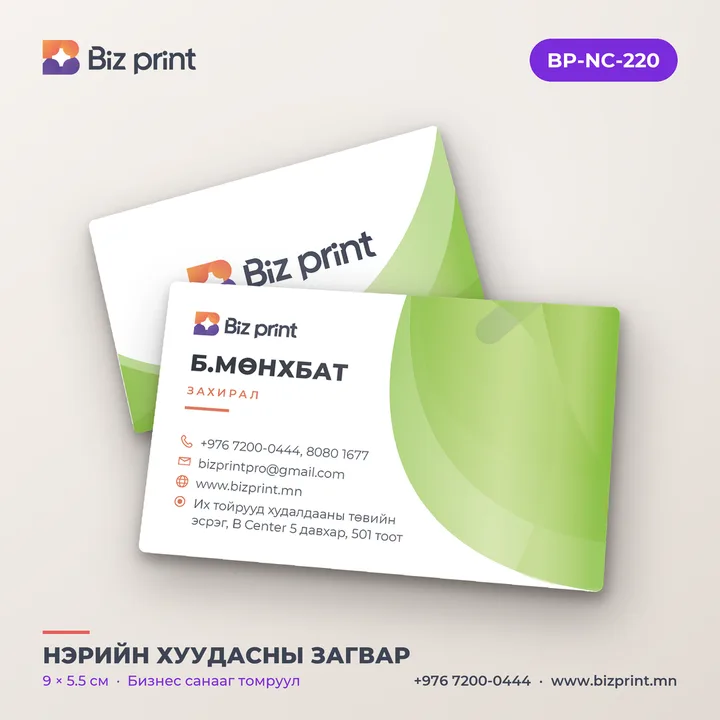 Biz print
BP-NC-220
Biz print
Biz print
Б.МӨНХБАТ
ЗАХИРАЛ
+976 7200-0444, 8080 1677
bizprintpro@gmail.com
www.bizprint.mn
Их тойрууд худалдааны төвийн
эсрэг, B Center 5 давхар, 501 тоот
НЭРИЙН ХУУДАСНЫ ЗАГВАР
9 × 5.5 см · Бизнес санааг томруул
+976 7200-0444 · www.bizprint.mn